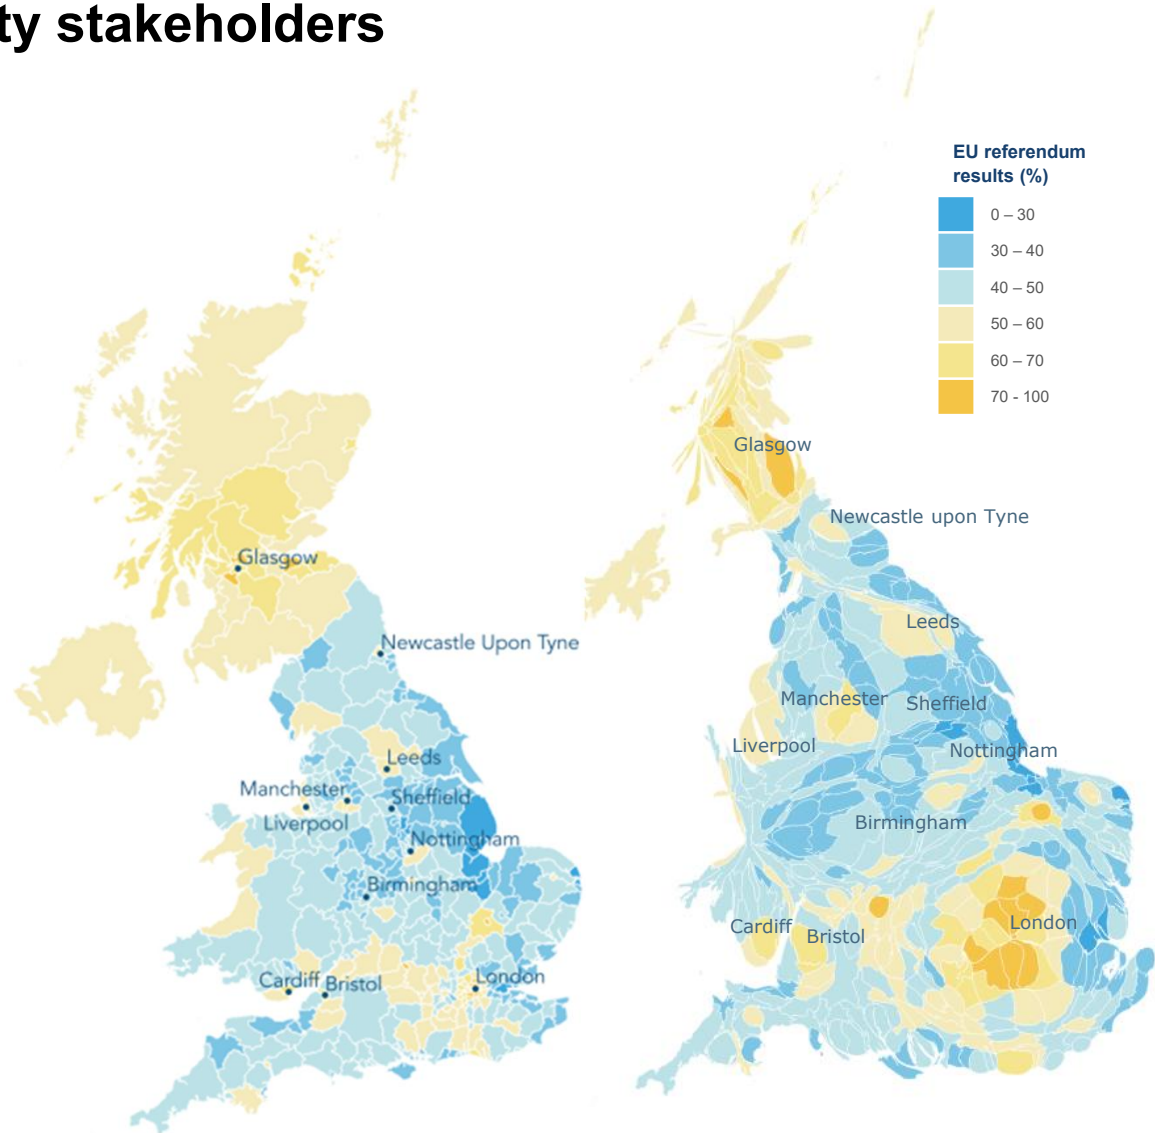 ty stakeholders
EU referendum
results (%)
0 – 30
30 – 40
40 – 50
50 – 60
60 – 70
70 - 100
Glasgow
Newcastle Upon Tyne
Leeds
Manchester
Sheffield
Liverpool
Nottingham
Birmingham
Cardiff
Bristol
London
Glasgow
Newcastle upon Tyne
Leeds
Manchester
Sheffield
Liverpool
Nottingham
Birmingham
Cardiff
Bristol
London